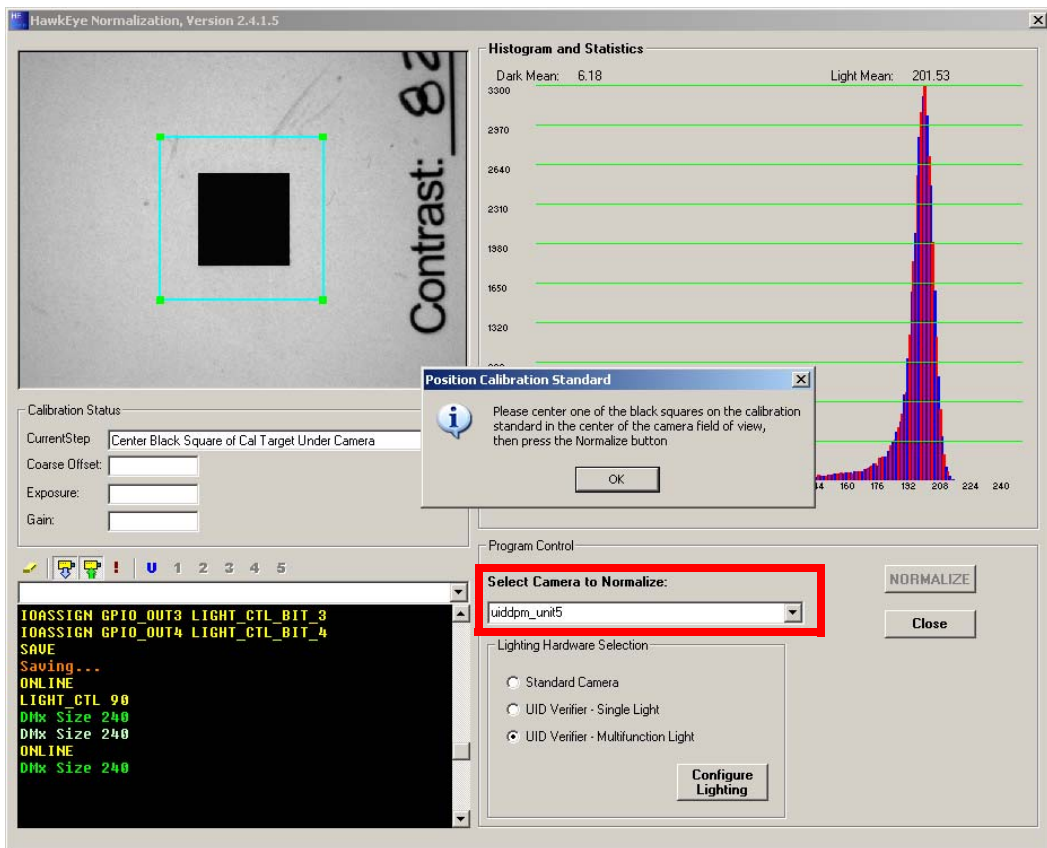 HawkEye Normalization, Version 2.4.1.5
Contrast: 82
Histogram and Statistics
Dark Mean: 6.18
Light Mean: 201.53
3300
2970
2640
2310
1980
1650
1320
160 176 192 208 224 240
Position Calibration Standard
Please center one of the black squares on the calibration
standard in the center of the camera field of view,
then press the Normalize button
OK
Calibration Status
CurrentStep Center Black Square of Cal Target Under Camera
Coarse Offset:
Exposure:
Gain:
! U 1 2 3 4 5
IOASSIGN GPIO_OUT3 LIGHT_CTL_BIT_3
IOASSIGN GPIO_OUT4 LIGHT_CTL_BIT_4
SAVE
Saving...
ONLINE
LIGHT_CTL 90
DMx Size 240
DMx Size 240
ONLINE
DMx Size 240
Program Control
Select Camera to Normalize:
uiddpm_unit5
NORMALIZE
Close
Lighting Hardware Selection
Standard Camera
UID Verifier - Single Light
UID Verifier - Multifunction Light
Configure
Lighting